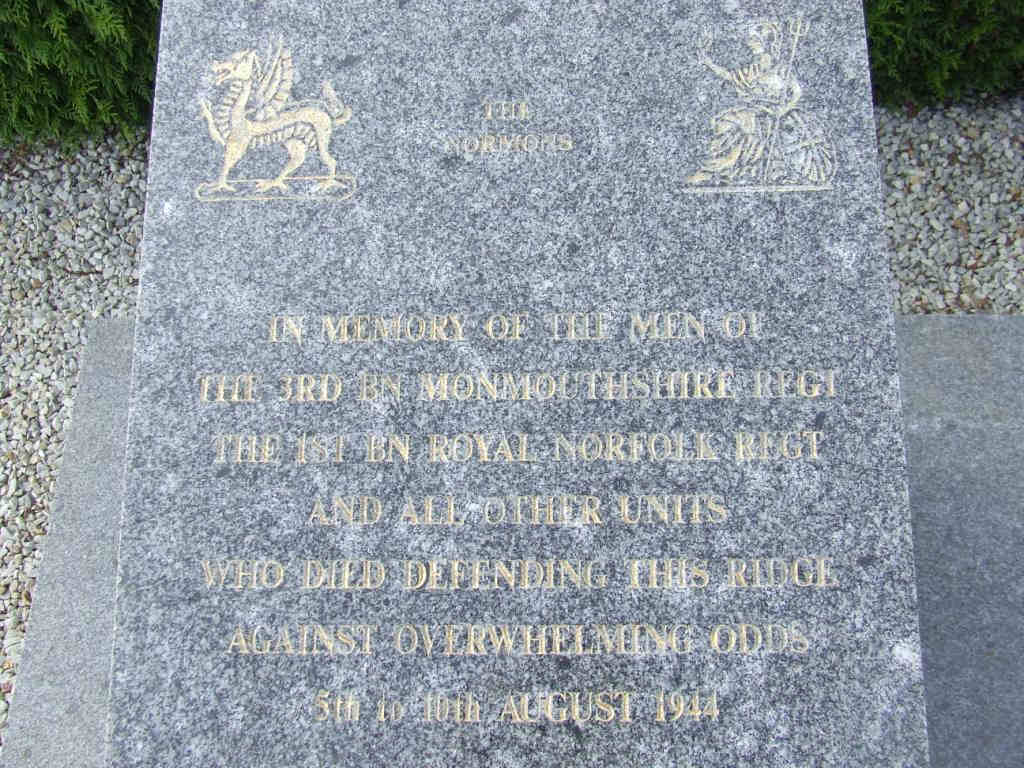 THE
NORMONS
IN MEMORY OF THE MEN OF
THE 3RD BN MONMOUTHSHIRE REGT
THE 1ST BN ROYAL NORFOLK REGT
AND ALL OTHER UNITS
WHO DIED DEFENDING THIS RIDGE
AGAINST OVERWHELMING ODDS
5th to 10th AUGUST 1944